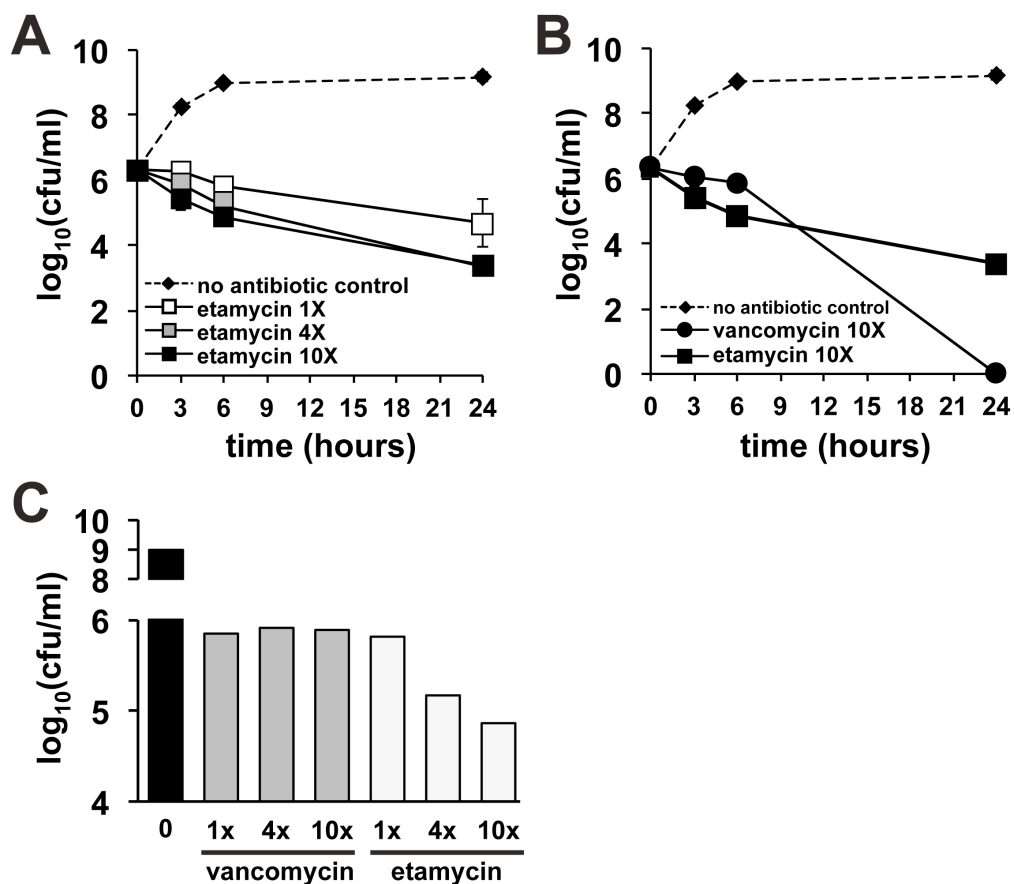 A
10
8
6
4
2
0
log10(cfu/ml)
no antibiotic control
etamycin 1X
etamycin 4X
etamycin 10X
0 3 6 9 12 15 18 21 24
time (hours)
B
10
8
6
4
2
0
log10(cfu/ml)
no antibiotic control
vancomycin 10X
etamycin 10X
0 3 6 9 12 15 18 21 24
time (hours)
C
10
9
8
6
5
4
log10(cfu/ml)
0 1x 4x 10x 1x 4x 10x
vancomycin etamycin